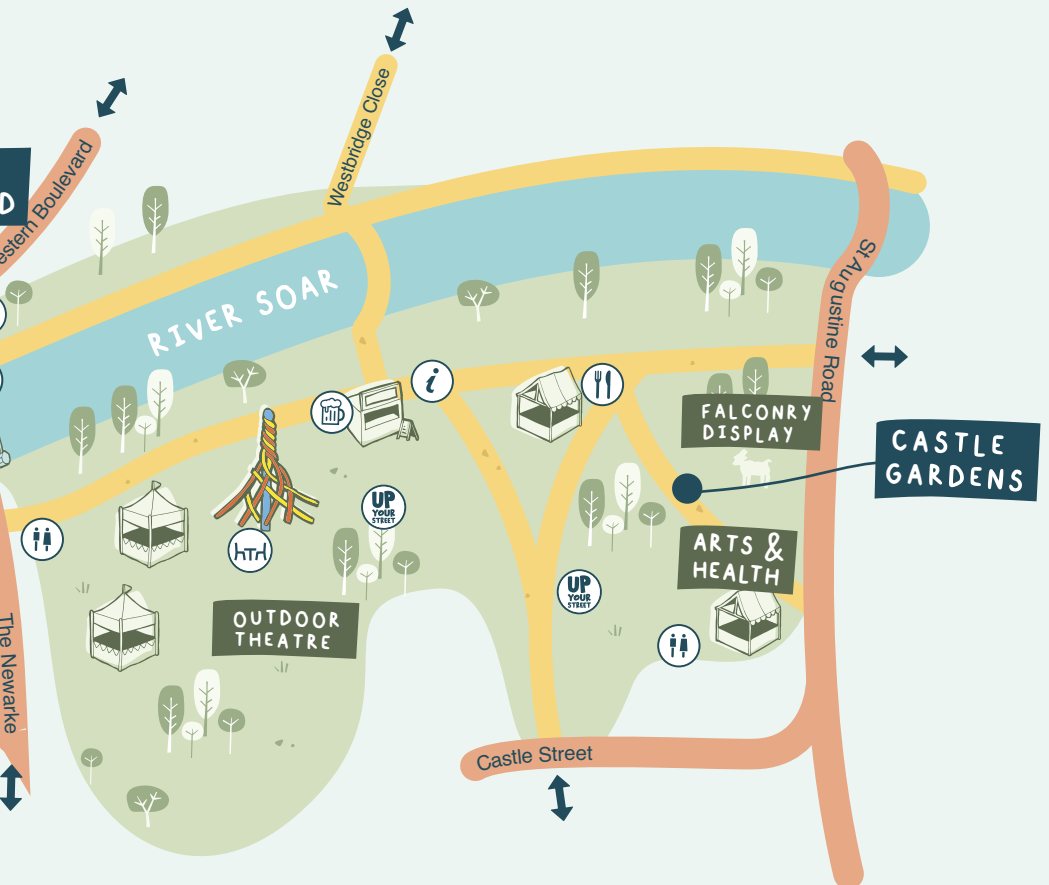 Westbridge Close
estern Boulevard
D
RIVER SOAR
St Augustine Road
i
FALCONRY
DISPLAY
CASTLE
GARDENS
UP
YOUR
STREET
ARTS &
HEALTH
UP
YOUR
STREET
OUTDOOR
THEATRE
The Newarke
Castle Street